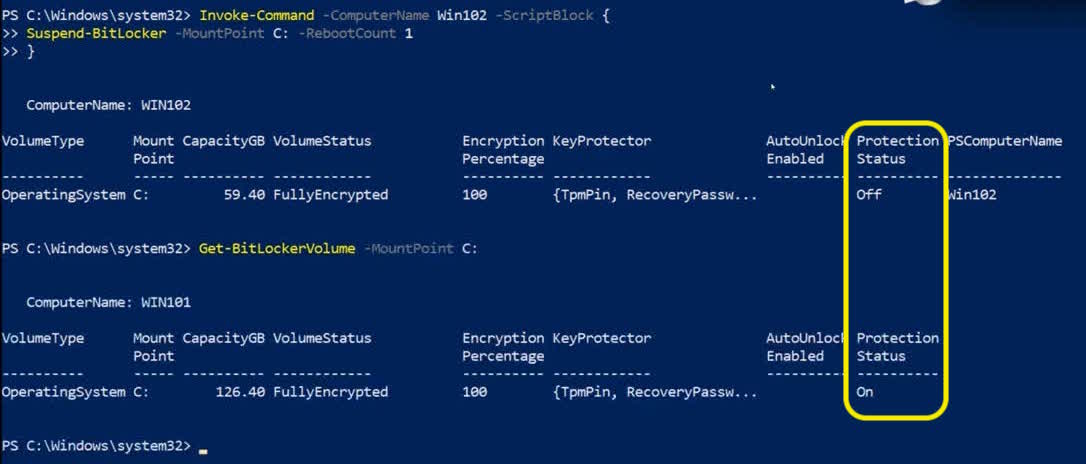 PS C:\Windows\system32> Invoke-Command -ComputerName Win102 -ScriptBlock {
>> Suspend-BitLocker -MountPoint C: -RebootCount 1
>> }
ComputerName: WIN102
VolumeType Mount CapacityGB VolumeStatus Encryption KeyProtector AutoUnlock Protection PSComputerName
Point Percentage Enabled Status
---------- ----- ---------- ------------ ---------- ------------ ---------- ---------- --------------
OperatingSystem C: 59.40 FullyEncrypted 100 {TpmPin, RecoveryPassw... Off Win102
PS C:\Windows\system32> Get-BitLockerVolume -MountPoint C:
ComputerName: WIN101
VolumeType Mount CapacityGB VolumeStatus Encryption KeyProtector AutoUnlock Protection
Point Percentage Enabled Status
---------- ----- ---------- ------------ ---------- ------------ ---------- ----------
OperatingSystem C: 126.40 FullyEncrypted 100 {TpmPin, RecoveryPassw... On
PS C:\Windows\system32>